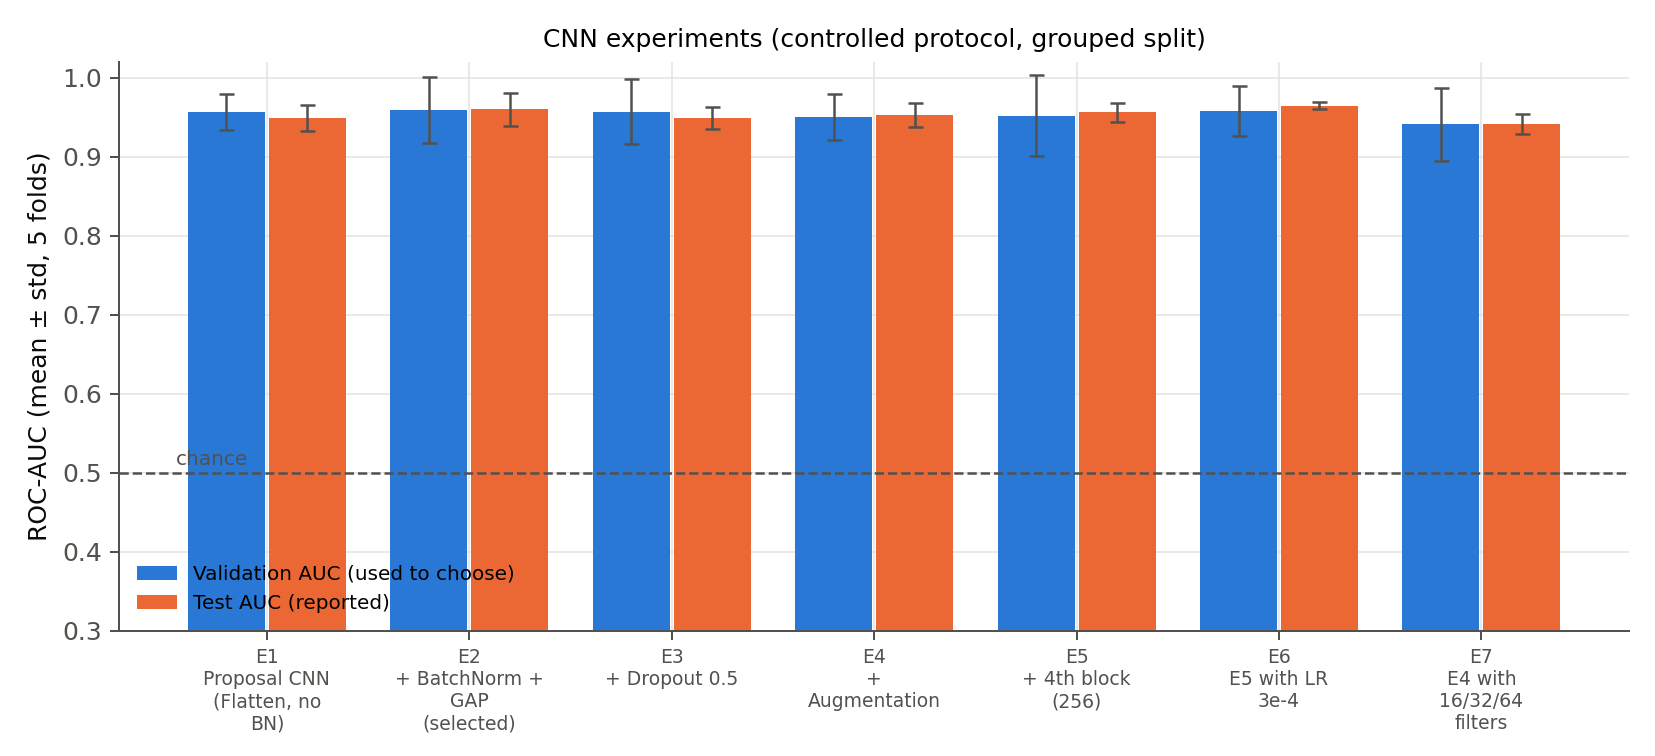 CNN experiments (controlled protocol, grouped split)
ROC-AUC (mean ± std, 5 folds)
1.0
0.9
0.8
0.7
0.6
0.5
0.4
0.3
chance
Validation AUC (used to choose)
Test AUC (reported)
E1
Proposal CNN
(Flatten, no
BN)
E2
+ BatchNorm +
GAP
(selected)
E3
+ Dropout 0.5
E4
+
Augmentation
E5
+ 4th block
(256)
E6
E5 with LR
3e-4
E7
E4 with
16/32/64
filters